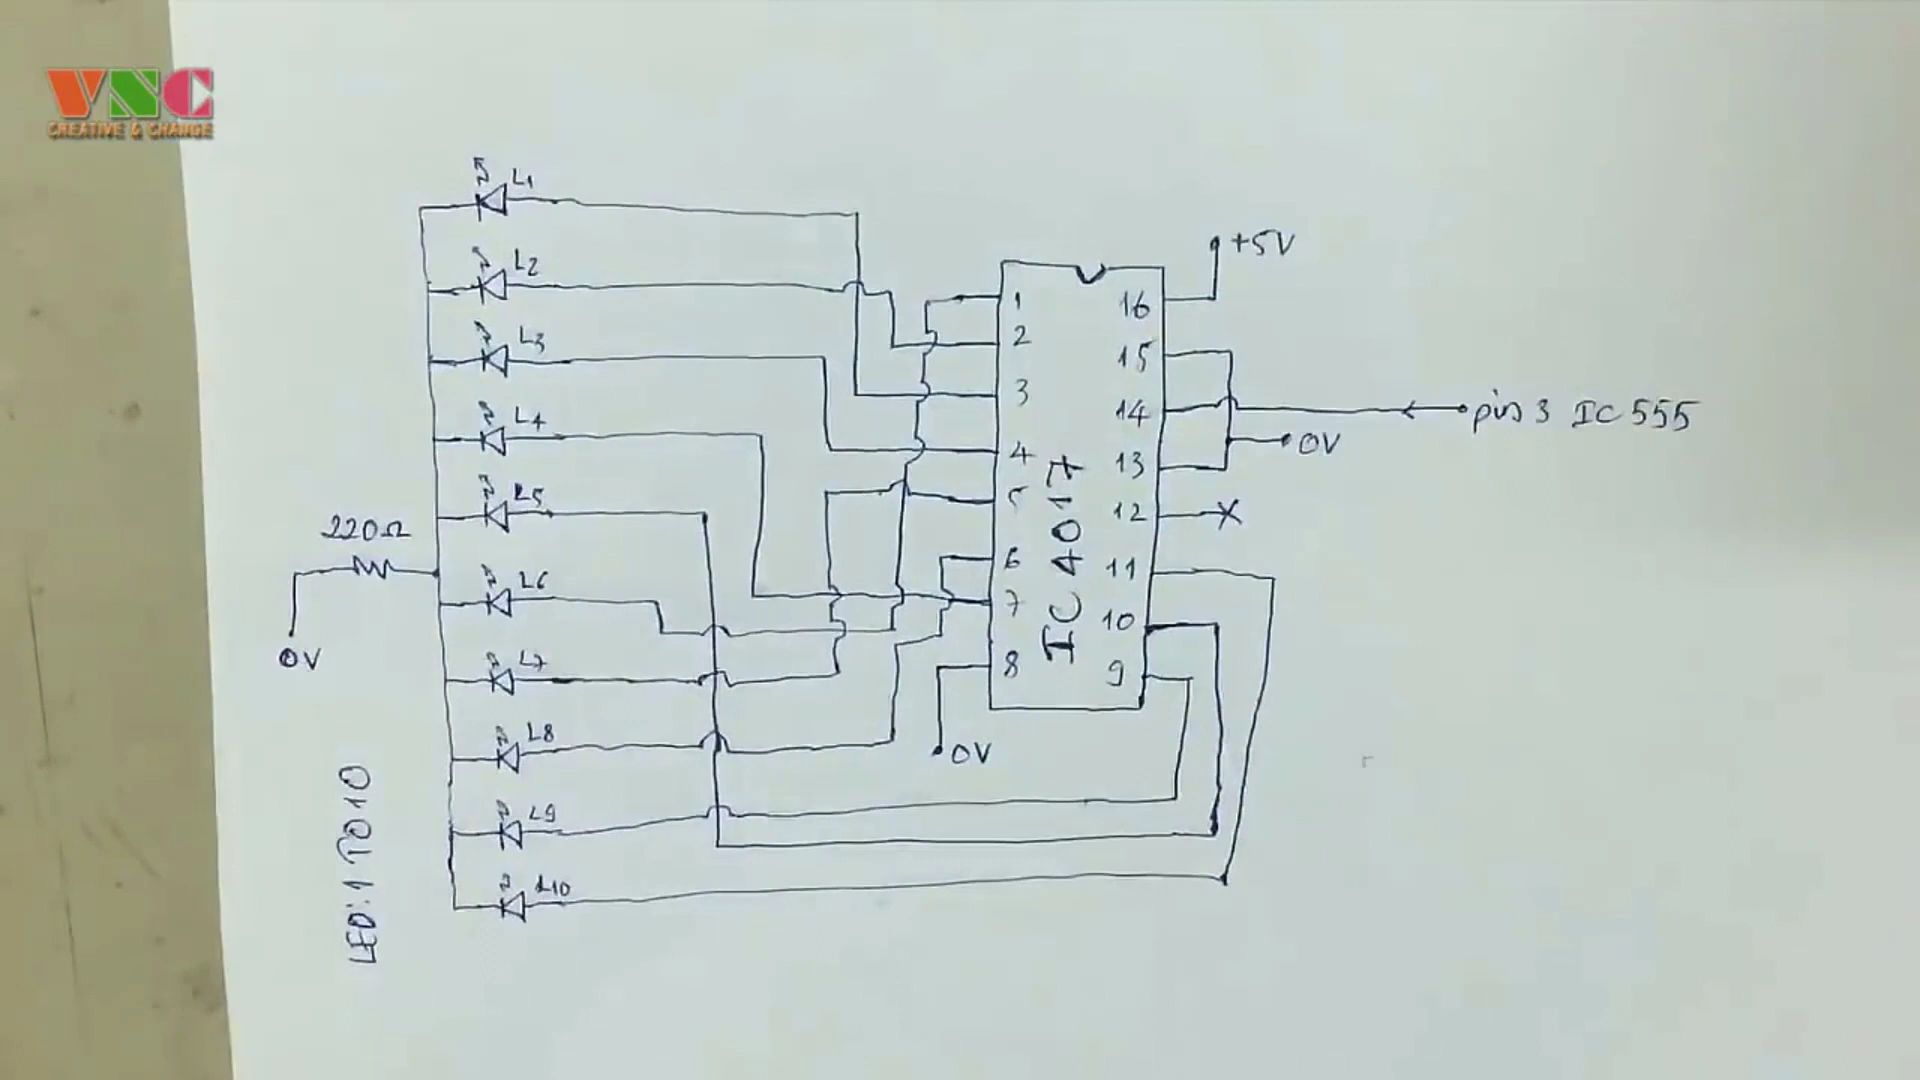 VNC
CREATIVE & CHANGE
L1
L2
L3
L4
L5
L6
L7
L8
L9
L10
220Ω
0V
LED: 1 TO 10
1
2
3
4
5
6
7
8
0V
IC 4017
16
15
14
13
12
11
10
9
+5V
pin 3 IC 555
0V
X